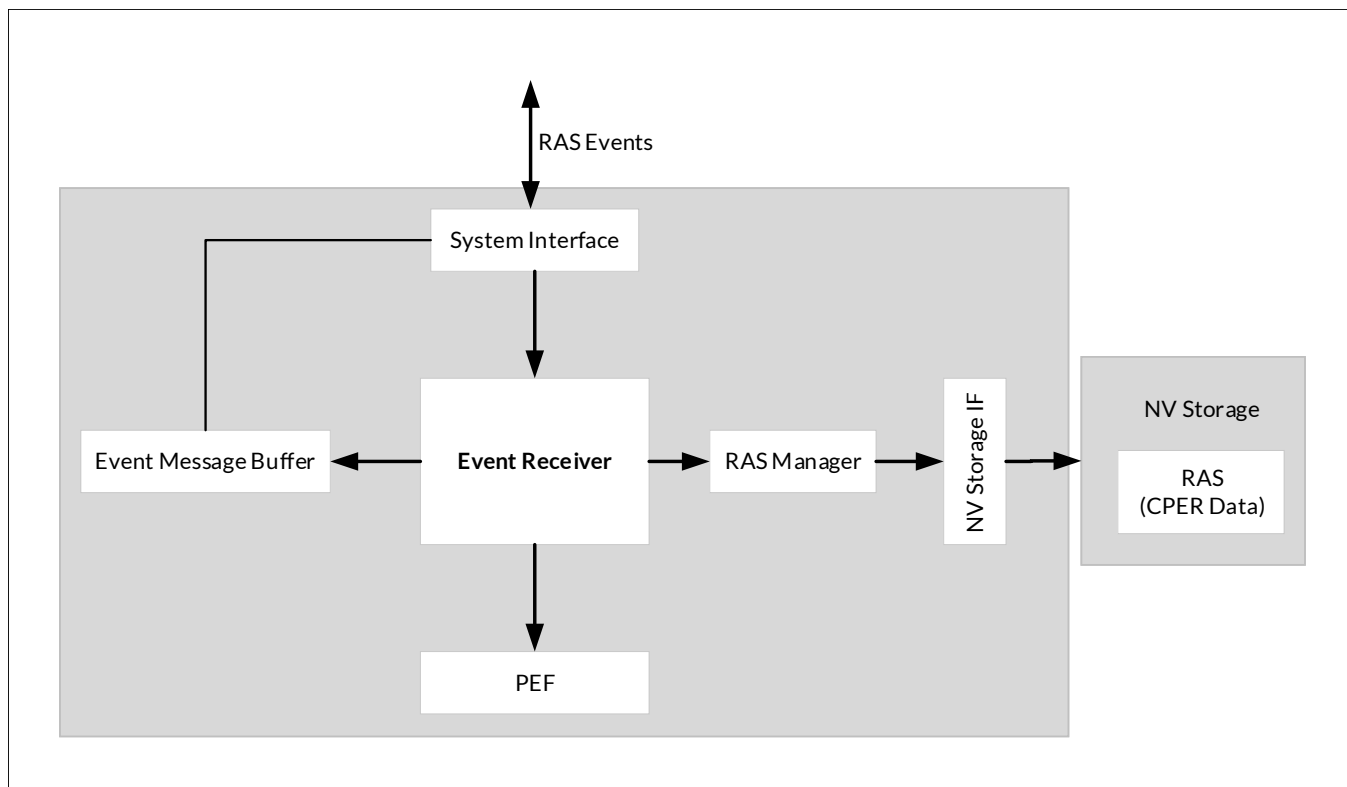 RAS Events
System Interface
Event Message Buffer
Event Receiver
RAS Manager
NV Storage IF
NV Storage
RAS
(CPER Data)
PEF